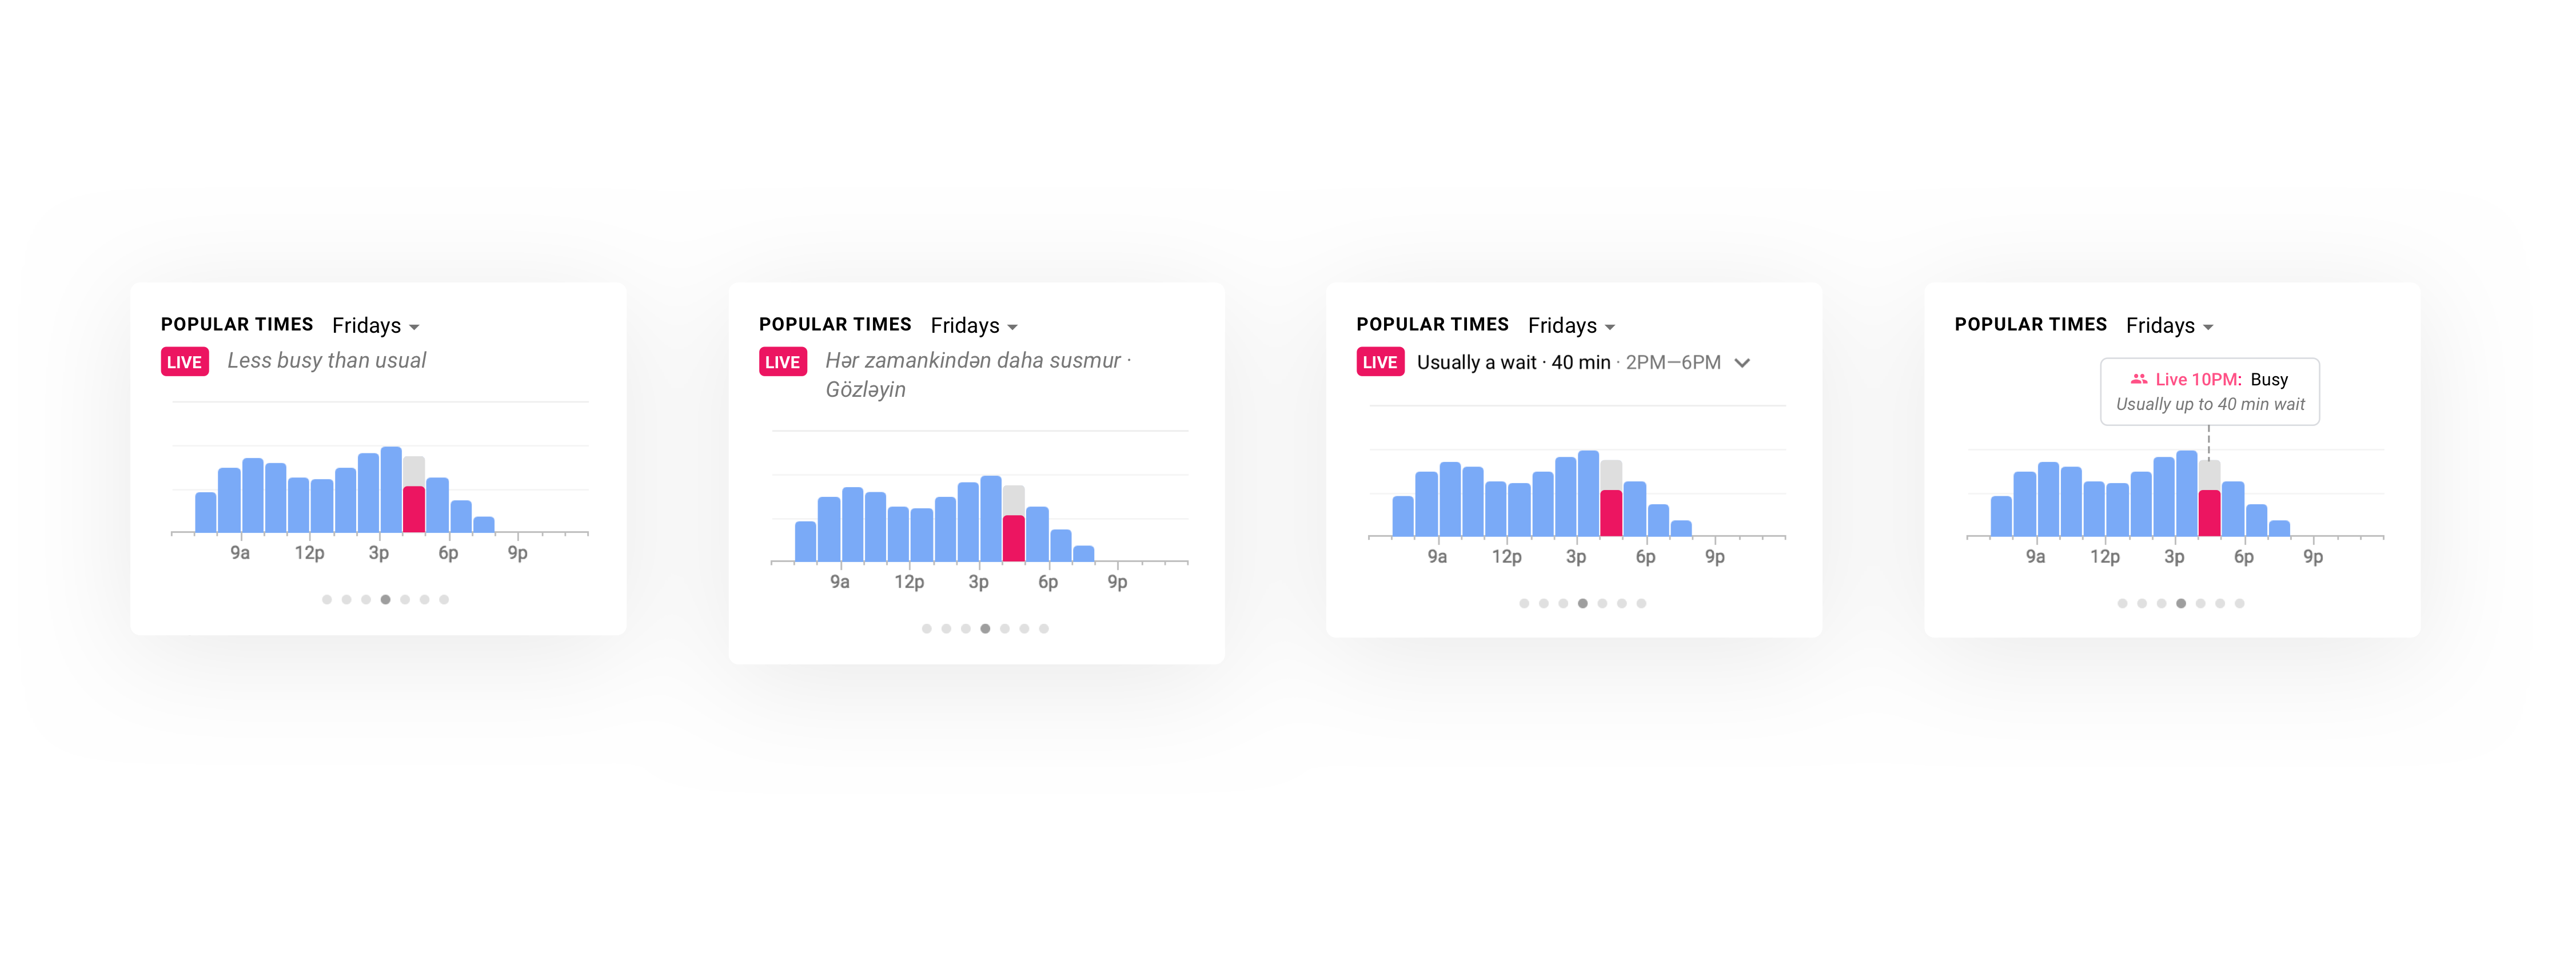 POPULAR TIMES Fridays
LIVE Less busy than usual
9a 12p 3p 6p 9p
POPULAR TIMES Fridays
LIVE Hər zamankindən daha susmur ·
Gözləyin
9a 12p 3p 6p 9p
POPULAR TIMES Fridays
LIVE Usually a wait · 40 min · 2PM—6PM
9a 12p 3p 6p 9p
POPULAR TIMES Fridays
Live 10PM: Busy
Usually up to 40 min wait
9a 12p 3p 6p 9p